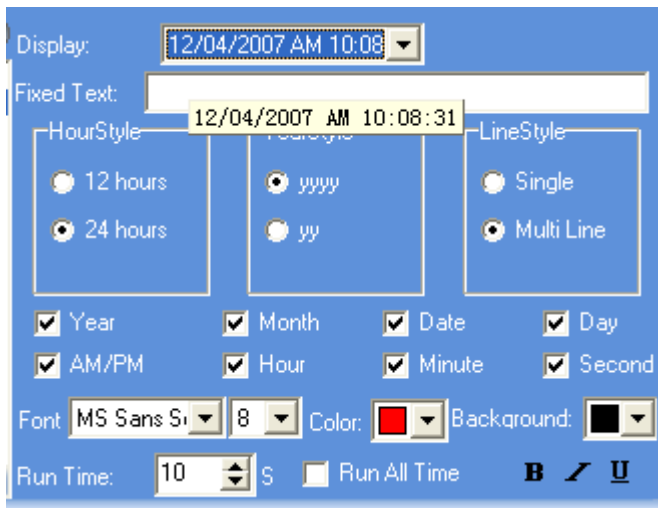 Display: 12/04/2007 AM 10:08
Fixed Text:
12/04/2007 AM 10:08:31
HourStyle LineStyle
12 hours yyyy Single
24 hours yy Multi Line
Year Month Date Day
AM/PM Hour Minute Second
Font MS Sans 8 Color: Background:
Run Time: 10 S Run All Time B I U